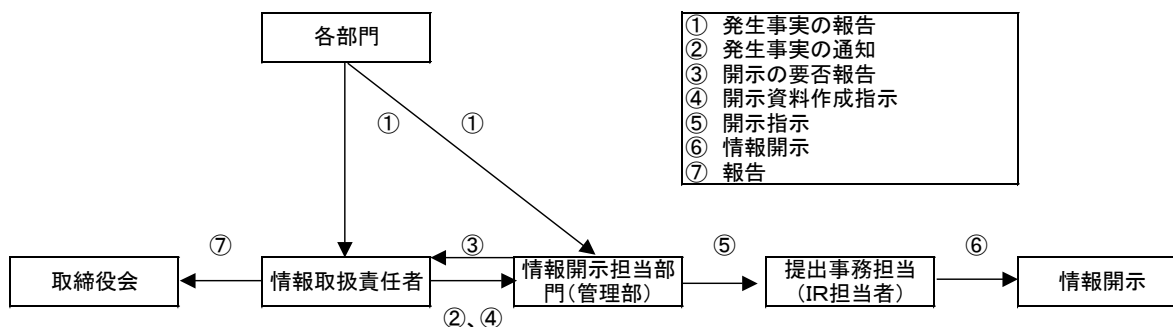 各部門
① 発生事実の報告
② 発生事実の通知
③ 開示の要否報告
④ 開示資料作成指示
⑤ 開示指示
⑥ 情報開示
⑦ 報告
①
①
⑦
③
⑤
⑥
取締役会
情報取扱責任者
情報開示担当部
門(管理部)
提出事務担当
(IR担当者)
情報開示
②、④